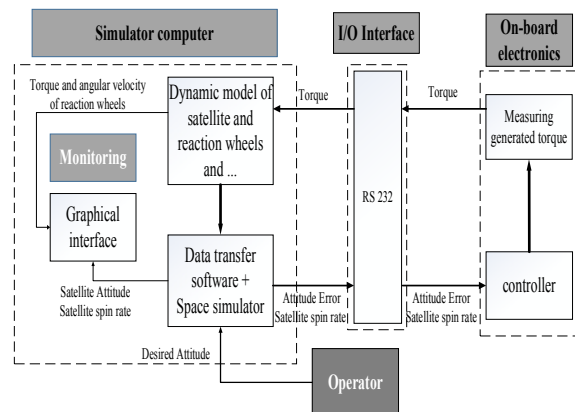 Simulator computer
I/O Interface
On-board
electronics
Torque and angular velocity
of reaction wheels
Dynamic model of
satellite and
reaction wheels
and ...
Torque
Torque
Measuring
generated torque
Monitoring
Graphical
interface
RS 232
Data transfer
software +
Space simulator
controller
Satellite Attitude
Satellite spin rate
Attitude Error
Satellite spin rate
Attitude Error
Satellite spin rate
Desired Attitude
Operator